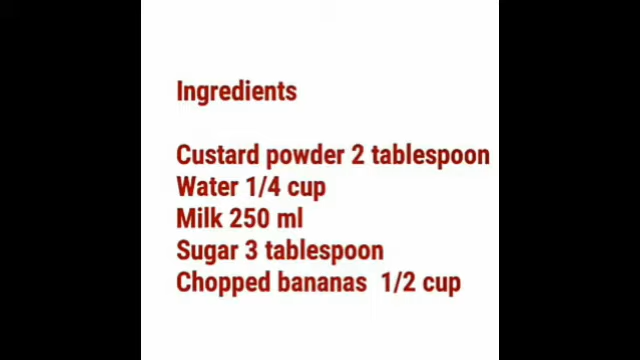 Ingredients
Custard powder 2 tablespoon
Water 1/4 cup
Milk 250 ml
Sugar 3 tablespoon
Chopped bananas  1/2 cup